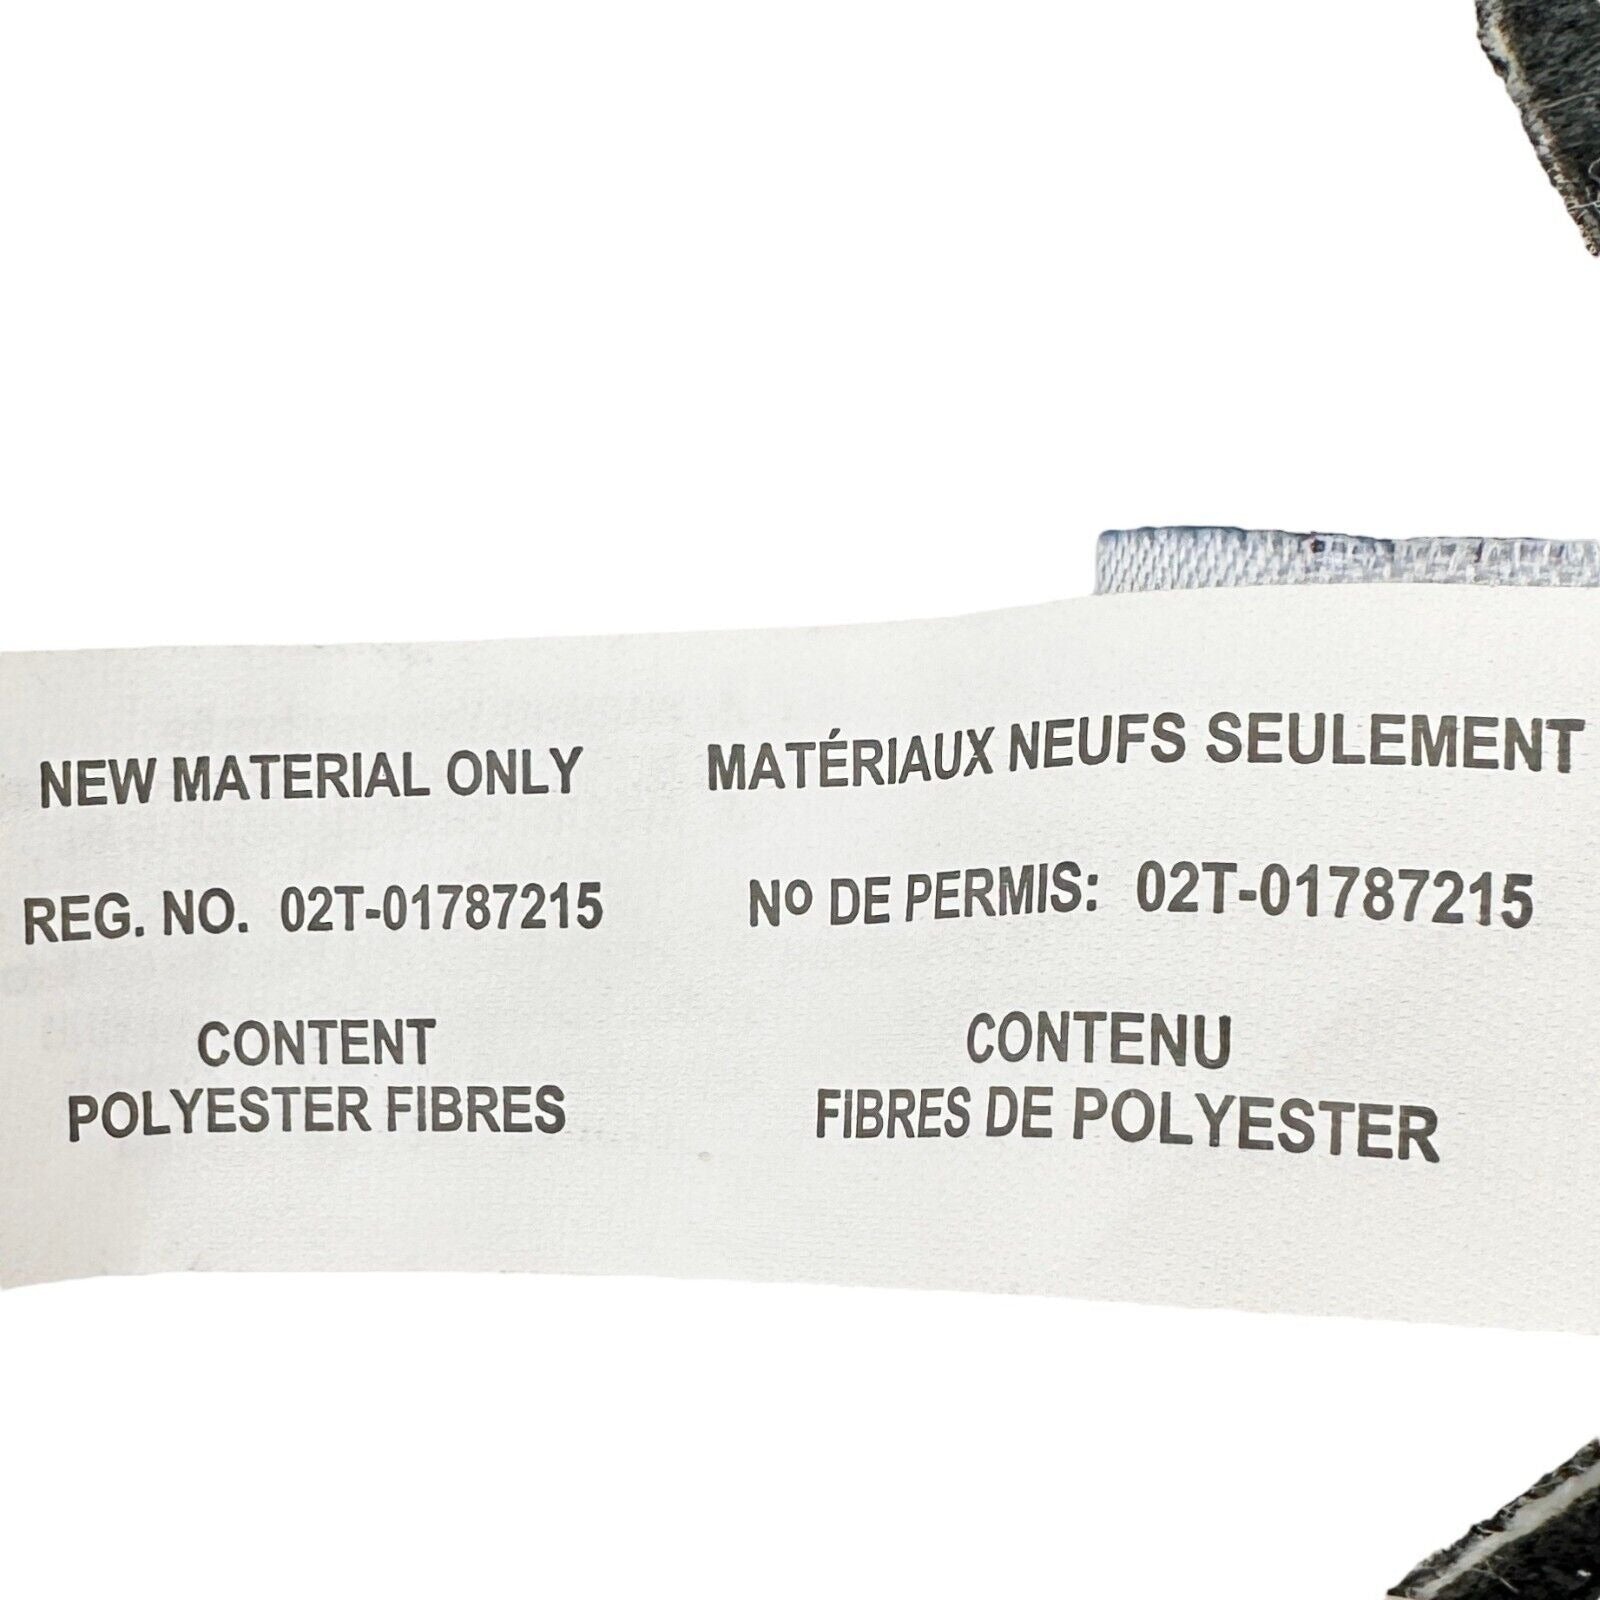 NEW MATERIAL ONLY
REG. NO. 02T-01787215
CONTENT
POLYESTER FIBRES
MATÉRIAUX NEUFS SEULEMENT
Nº DE PERMIS: 02T-01787215
CONTENU
FIBRES DE POLYESTER